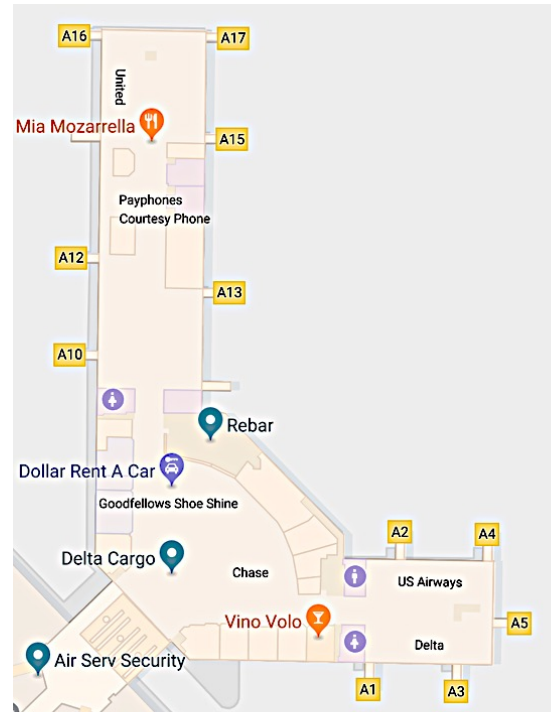 A16
A17
United
Mia Mozarrella
A15
Payphones
Courtesy Phone
A12
A13
A10
Rebar
Dollar Rent A Car
Goodfellows Shoe Shine
Delta Cargo
Chase
A2
A4
US Airways
Vino Volo
A5
Delta
Air Serv Security
A1
A3